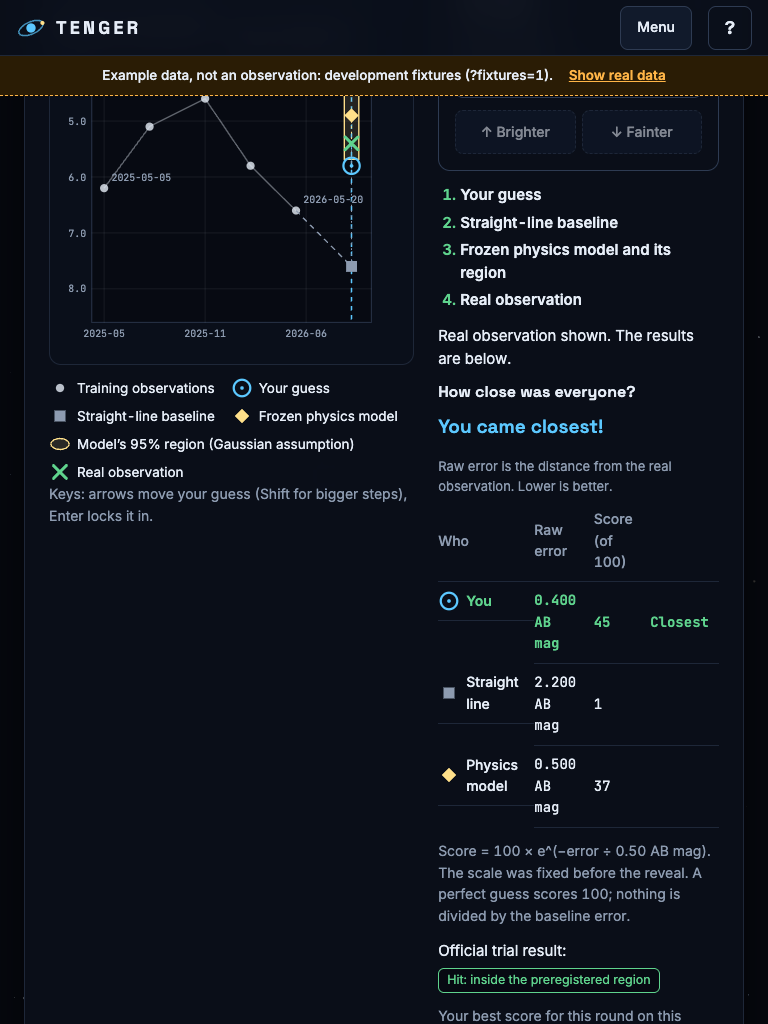 TENGER
Menu
?
Example data, not an observation: development fixtures (?fixtures=1). Show real data
5.0
6.0
7.0
8.0
2025-05-05
2026-05-20
2025-05
2025-11
2026-06
Training observations
Your guess
Straight-line baseline
Frozen physics model
Model's 95% region (Gaussian assumption)
Real observation
Keys: arrows move your guess (Shift for bigger steps),
Enter locks it in.
↑ Brighter
↓ Fainter
1. Your guess
2. Straight-line baseline
3. Frozen physics model and its
region
4. Real observation
Real observation shown. The results
are below.
How close was everyone?
You came closest!
Raw error is the distance from the real
observation. Lower is better.
Who
Raw
error
Score
(of
100)
You
0.400
AB
mag
45
Closest
Straight
line
2.200
AB
mag
1
Physics
model
0.500
AB
mag
37
Score = 100 × e^(−error ÷ 0.50 AB mag).
The scale was fixed before the reveal. A
perfect guess scores 100; nothing is
divided by the baseline error.
Official trial result:
Hit: inside the preregistered region
Your best score for this round on this